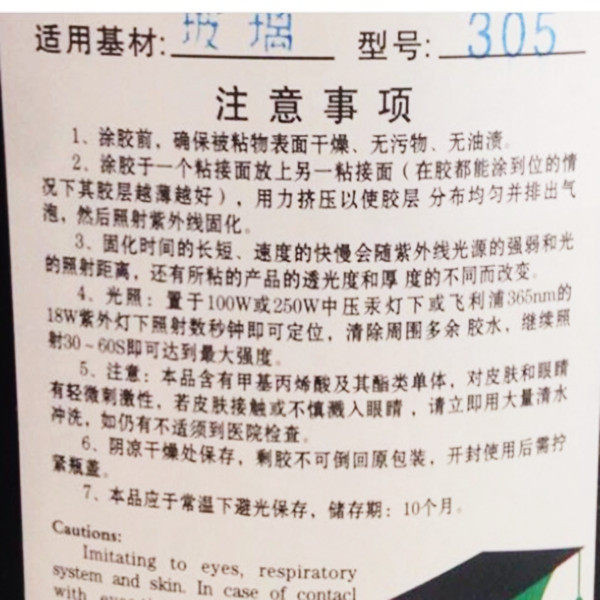 适用基材: 玻璃 型号: 305
注意事项
1、涂胶前，确保被粘物表面干燥、无污物、无油渍。
2、涂胶于一个粘接面放上另一粘接面（在胶都能涂到位的情
况下其胶层越薄越好），用力挤压以使胶层 分布均匀并排出气
泡，然后照射紫外线固化。
3、固化时间的长短、速度的快慢会随紫外线光源的强弱和光
的照射距离，还有所粘的产品的透光度和厚 度的不同而改变。
4、光照：置于100W或250W中压汞灯下或飞利浦365nm的
18W紫外灯下照射数秒钟即可定位，清除周围多余 胶水，继续照
射30~60S即可达到最大强度。
5、注意：本品含有甲基丙烯酸及其酯类单体，对皮肤和眼睛
有轻微刺激性，若皮肤接触或不慎溅入眼睛，请立即用大量清水
冲洗，如仍有不适须到医院检查。
6、阴凉干燥处保存，剩胶不可倒回原包装，开封使用后需拧
紧瓶盖。
7、本品应于常温下避光保存，储存期：10个月。
Cautions:
Imitating to eyes, respiratory
system and skin. In case of contacl
with